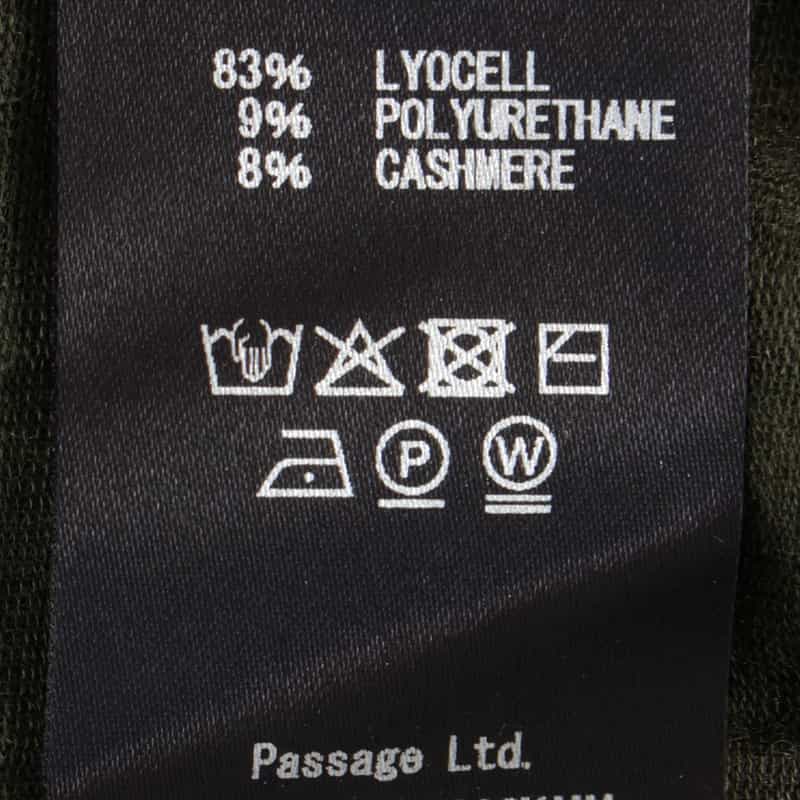 83% LYOCELL
9% POLYURETHANE
8% CASHMERE
P W
Passage Ltd.